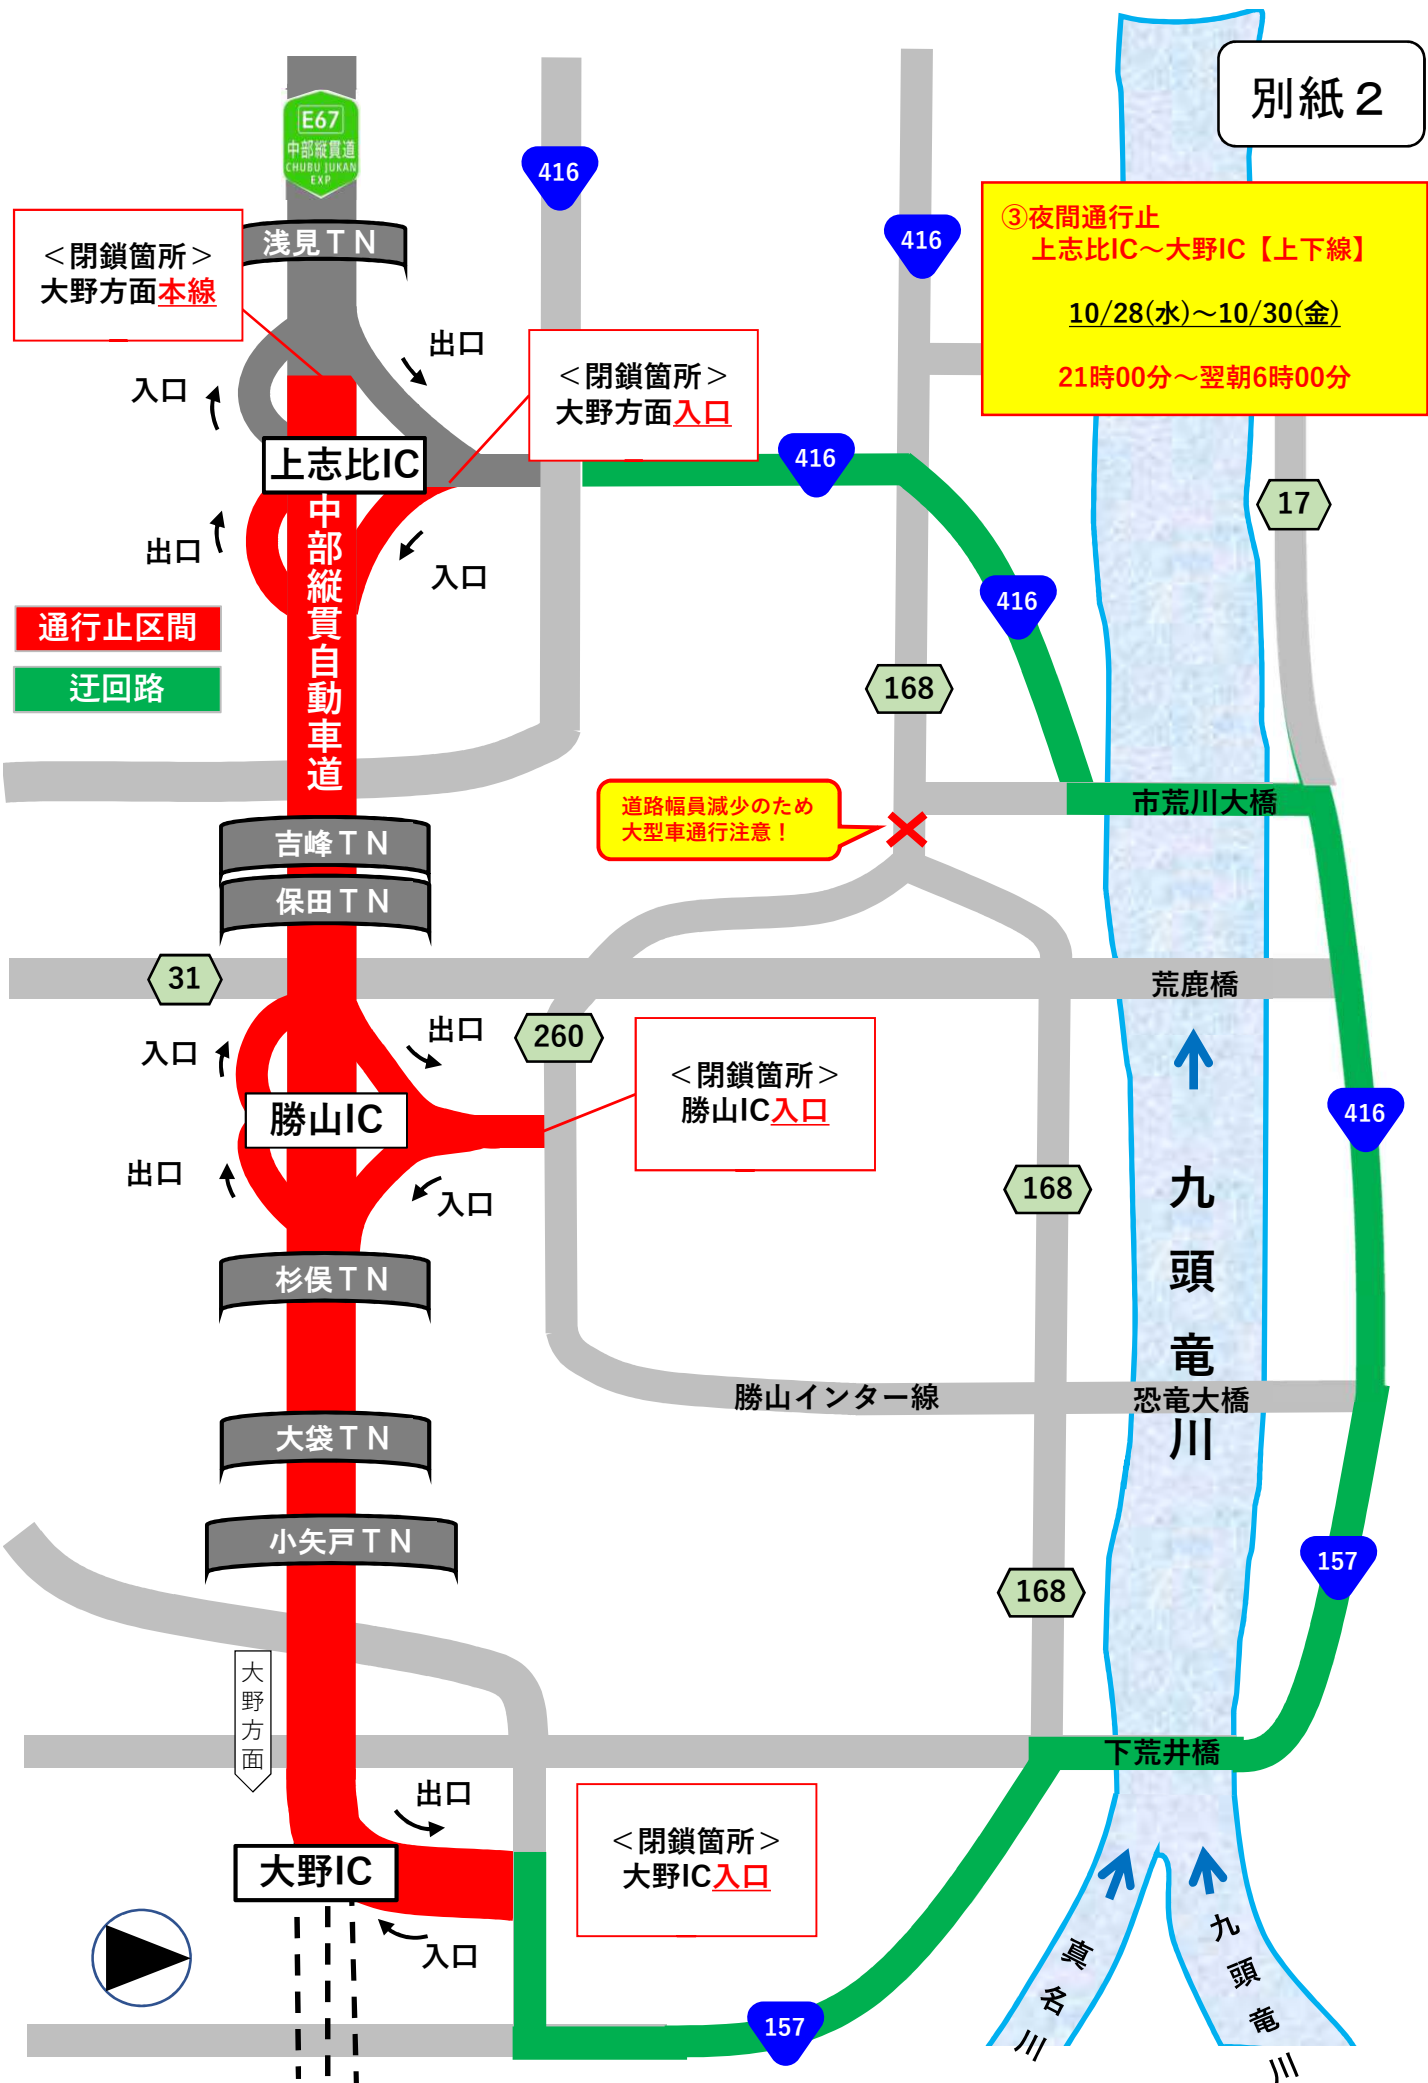 別紙２
E67
中部縦貫道
CHUBU JUKAN
EXP
416
416
③夜間通行止
上志比IC～大野IC【上下線】
10/28(水)～10/30(金)
21時00分～翌朝6時00分
浅見ＴＮ
＜閉鎖箇所＞
大野方面本線
出口
入口
＜閉鎖箇所＞
大野方面入口
416
上志比IC
17
中部縦貫自動車道
出口
入口
416
通行止区間
迂回路
168
道路幅員減少のため
大型車通行注意！
市荒川大橋
吉峰ＴＮ
保田ＴＮ
31
荒鹿橋
入口
出口
260
＜閉鎖箇所＞
勝山IC入口
勝山IC
416
出口
入口
168
九頭竜川
杉俣ＴＮ
勝山インター線
恐竜大橋
大袋ＴＮ
小矢戸ＴＮ
157
168
大野方面
下荒井橋
出口
＜閉鎖箇所＞
大野IC入口
大野IC
入口
真名川
九頭竜川
157